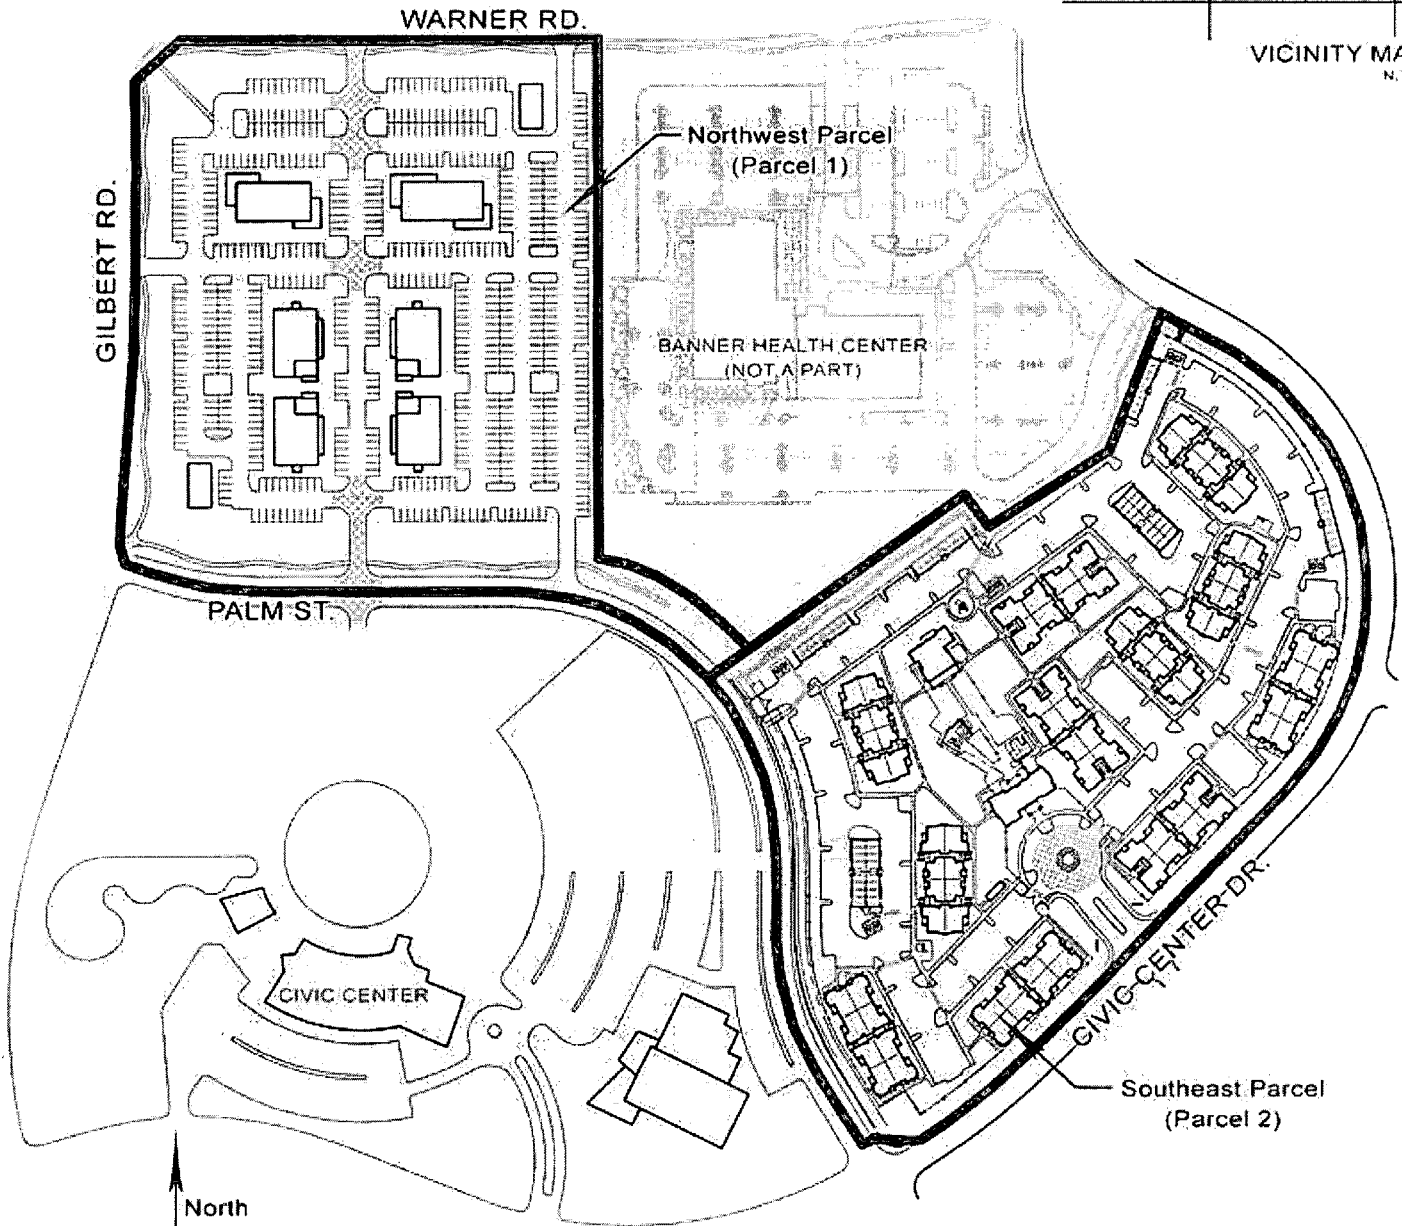 WARNER RD.
VICINITY MA
N.
Northwest Parcel
(Parcel 1)
GILBERT RD.
BANNER HEALTH CENTER
(NOT A PART)
PALM ST.
CIVIC CENTER
CIVIC CENTER DR.
Southeast Parcel
(Parcel 2)
North